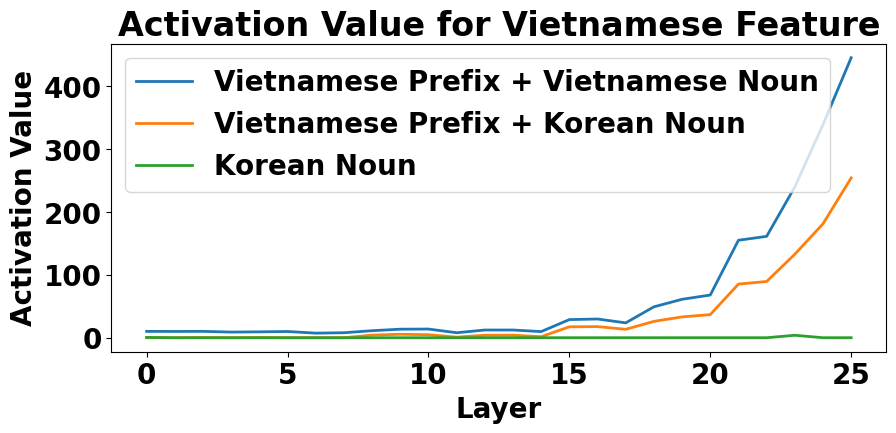 Activation Value for Vietnamese Feature
Activation Value
400
300
200
100
0
Vietnamese Prefix + Vietnamese Noun
Vietnamese Prefix + Korean Noun
Korean Noun
0 5 10 15 20 25
Layer